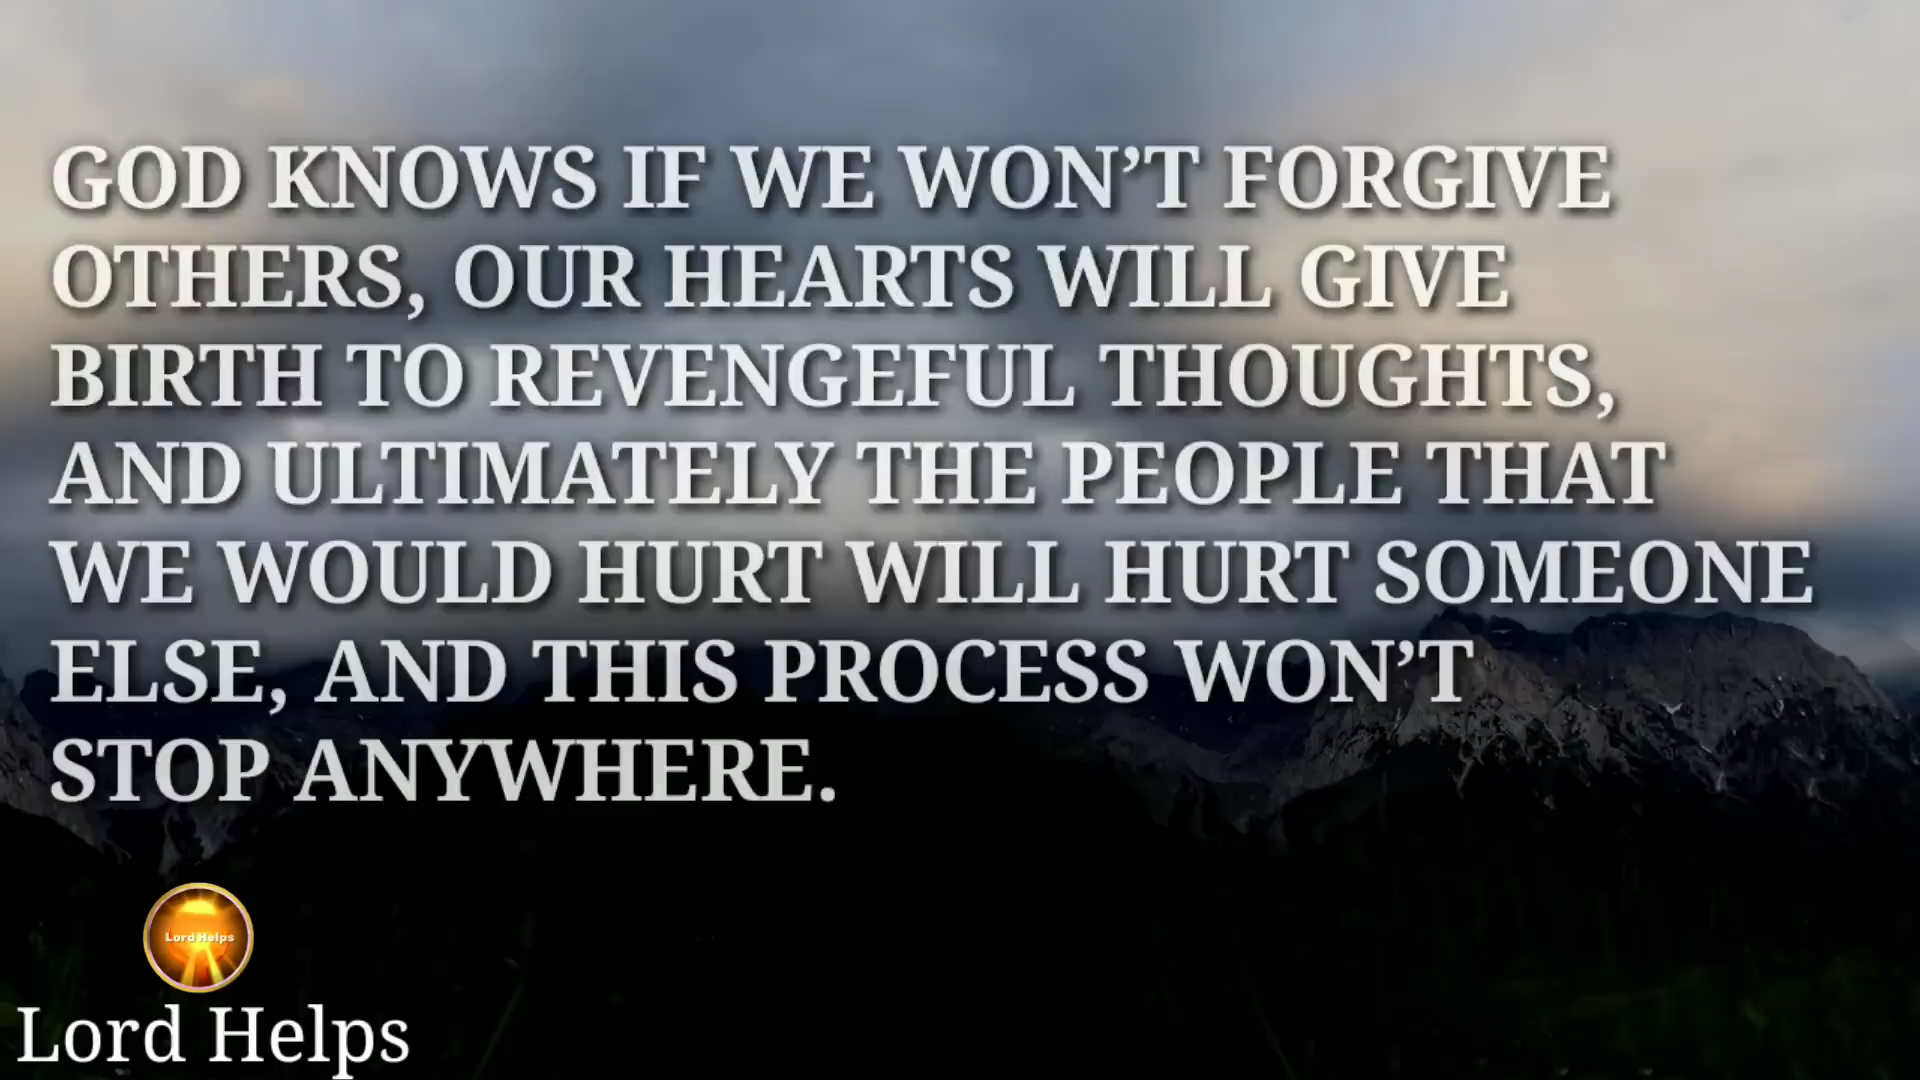 GOD KNOWS IF WE WON’T FORGIVE
OTHERS, OUR HEARTS WILL GIVE
BIRTH TO REVENGEFUL THOUGHTS,
AND ULTIMATELY THE PEOPLE THAT
WE WOULD HURT WILL HURT SOMEONE
ELSE, AND THIS PROCESS WON’T
STOP ANYWHERE.
Lord Helps
Lord Helps